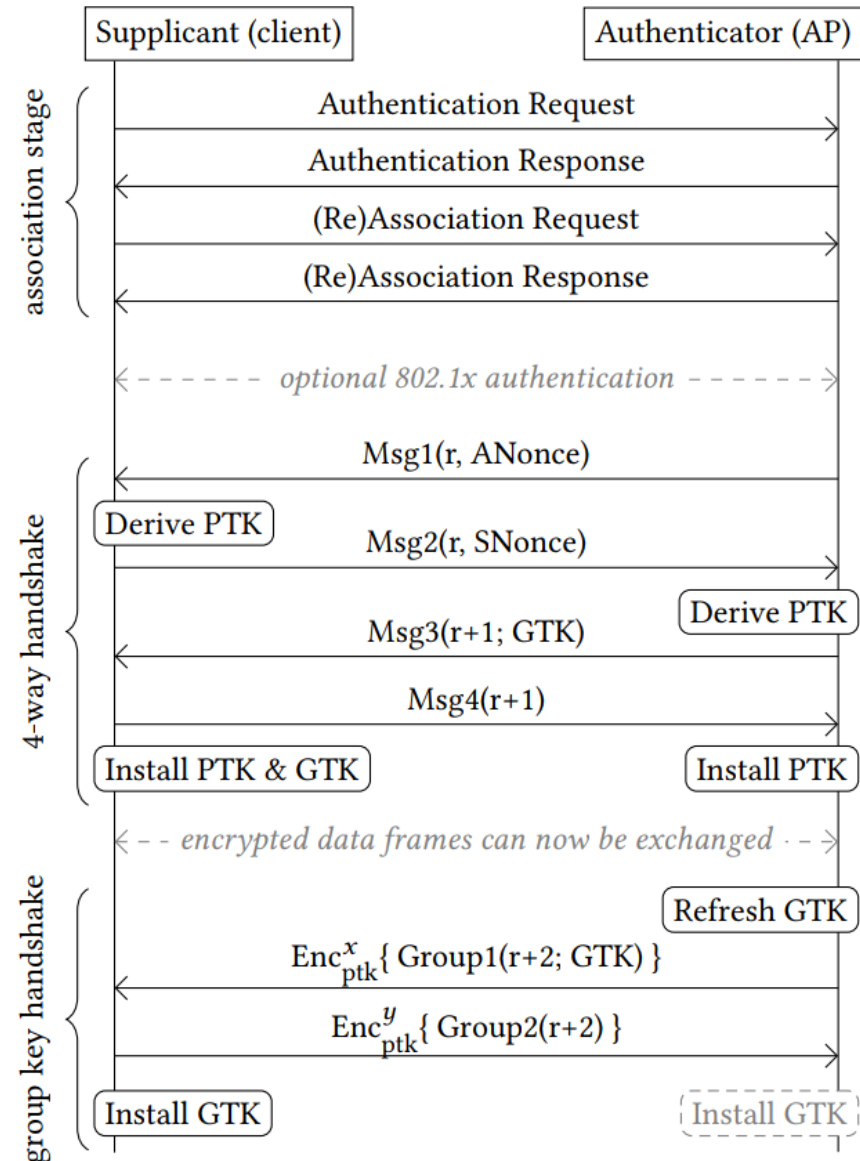 Supplicant (client)
Authenticator (AP)
association stage
Authentication Request
Authentication Response
(Re)Association Request
(Re)Association Response
optional 802.1x authentication
4-way handshake
Msg1(r, ANonce)
Derive PTK
Msg2(r, SNonce)
Derive PTK
Msg3(r+1; GTK)
Msg4(r+1)
Install PTK & GTK
Install PTK
encrypted data frames can now be exchanged
group key handshake
Refresh GTK
Enc^x_ptk{ Group1(r+2; GTK) }
Enc^y_ptk{ Group2(r+2) }
Install GTK
Install GTK